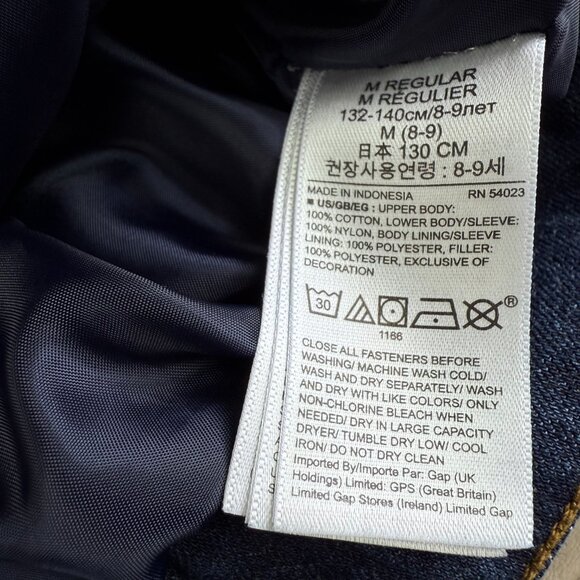 M REGULAR
M RÉGULIER
132-140см/8-9лет
M (8-9)
日本 130 CM
권장사용연령 : 8-9세
MADE IN INDONESIA RN 54023
■ US/GB/EG : UPPER BODY:
100% COTTON, LOWER BODY/SLEEVE:
100% NYLON, BODY LINING/SLEEVE
LINING: 100% POLYESTER, FILLER:
100% POLYESTER, EXCLUSIVE OF
DECORATION
30 ®
1166
CLOSE ALL FASTENERS BEFORE
WASHING/ MACHINE WASH COLD/
WASH AND DRY SEPARATELY/ WASH
AND DRY WITH LIKE COLORS/ ONLY
NON-CHLORINE BLEACH WHEN
NEEDED/ DRY IN LARGE CAPACITY
DRYER/ TUMBLE DRY LOW/ COOL
IRON/ DO NOT DRY CLEAN
Imported By/Importe Par: Gap (UK
Holdings) Limited: GPS (Great Britain)
Limited Gap Stores (Ireland) Limited Gap